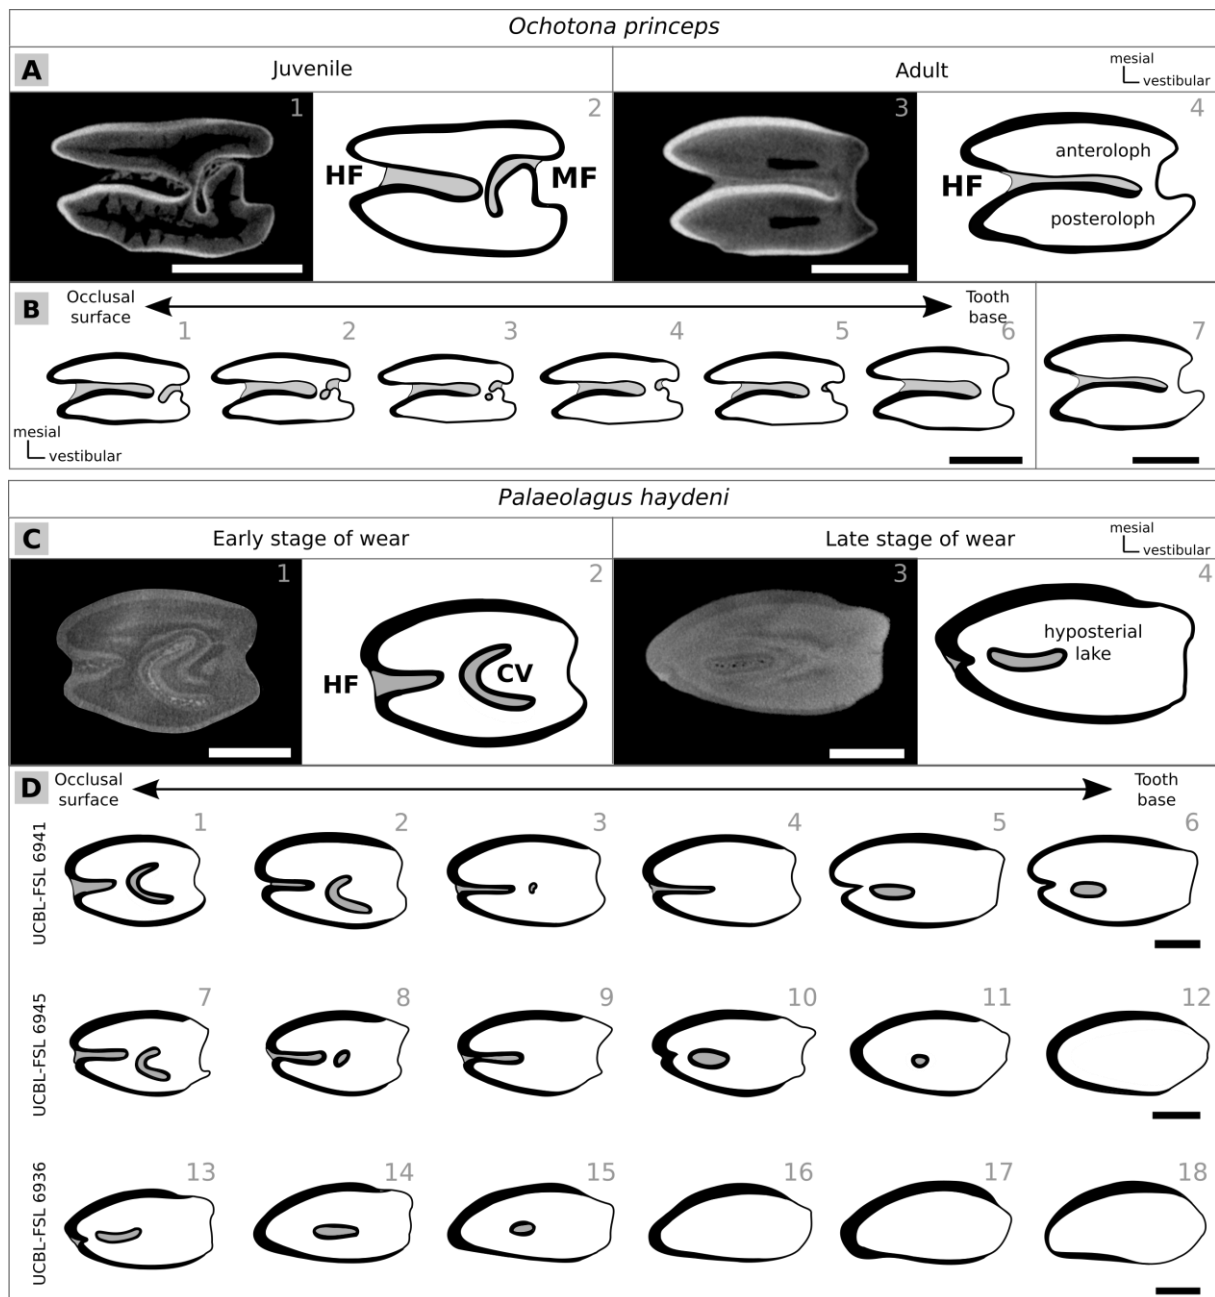 Ochotona princeps
A
Juvenile
Adult
mesial
vestibular
1
2
3
4
HF
MF
HF
anteroloph
posteroloph
B
Occlusal
surface
Tooth
base
1
2
3
4
5
6
7
mesial
vestibular
Palaeolagus haydeni
C
Early stage of wear
Late stage of wear
mesial
vestibular
1
2
3
4
HF
CV
hyposterial
lake
D
Occlusal
surface
Tooth
base
UCBL-FSL 6941
1
2
3
4
5
6
UCBL-FSL 6945
7
8
9
10
11
12
UCBL-FSL 6936
13
14
15
16
17
18